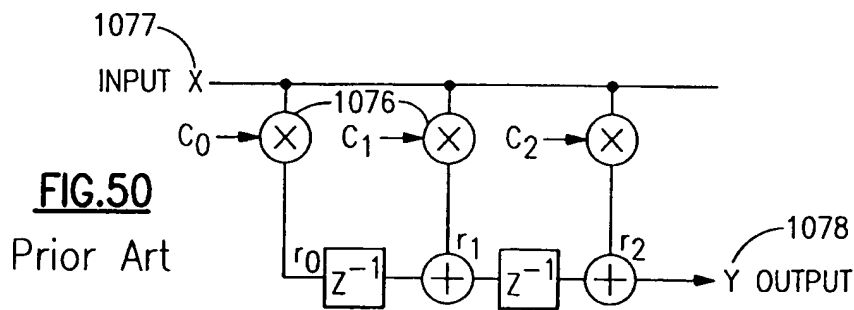 1077
INPUT X
1076
C0 X C1 X C2 X
FIG.50
Prior Art
r0 Z⁻¹ r1 + Z⁻¹ r2 +
1078
Y OUTPUT